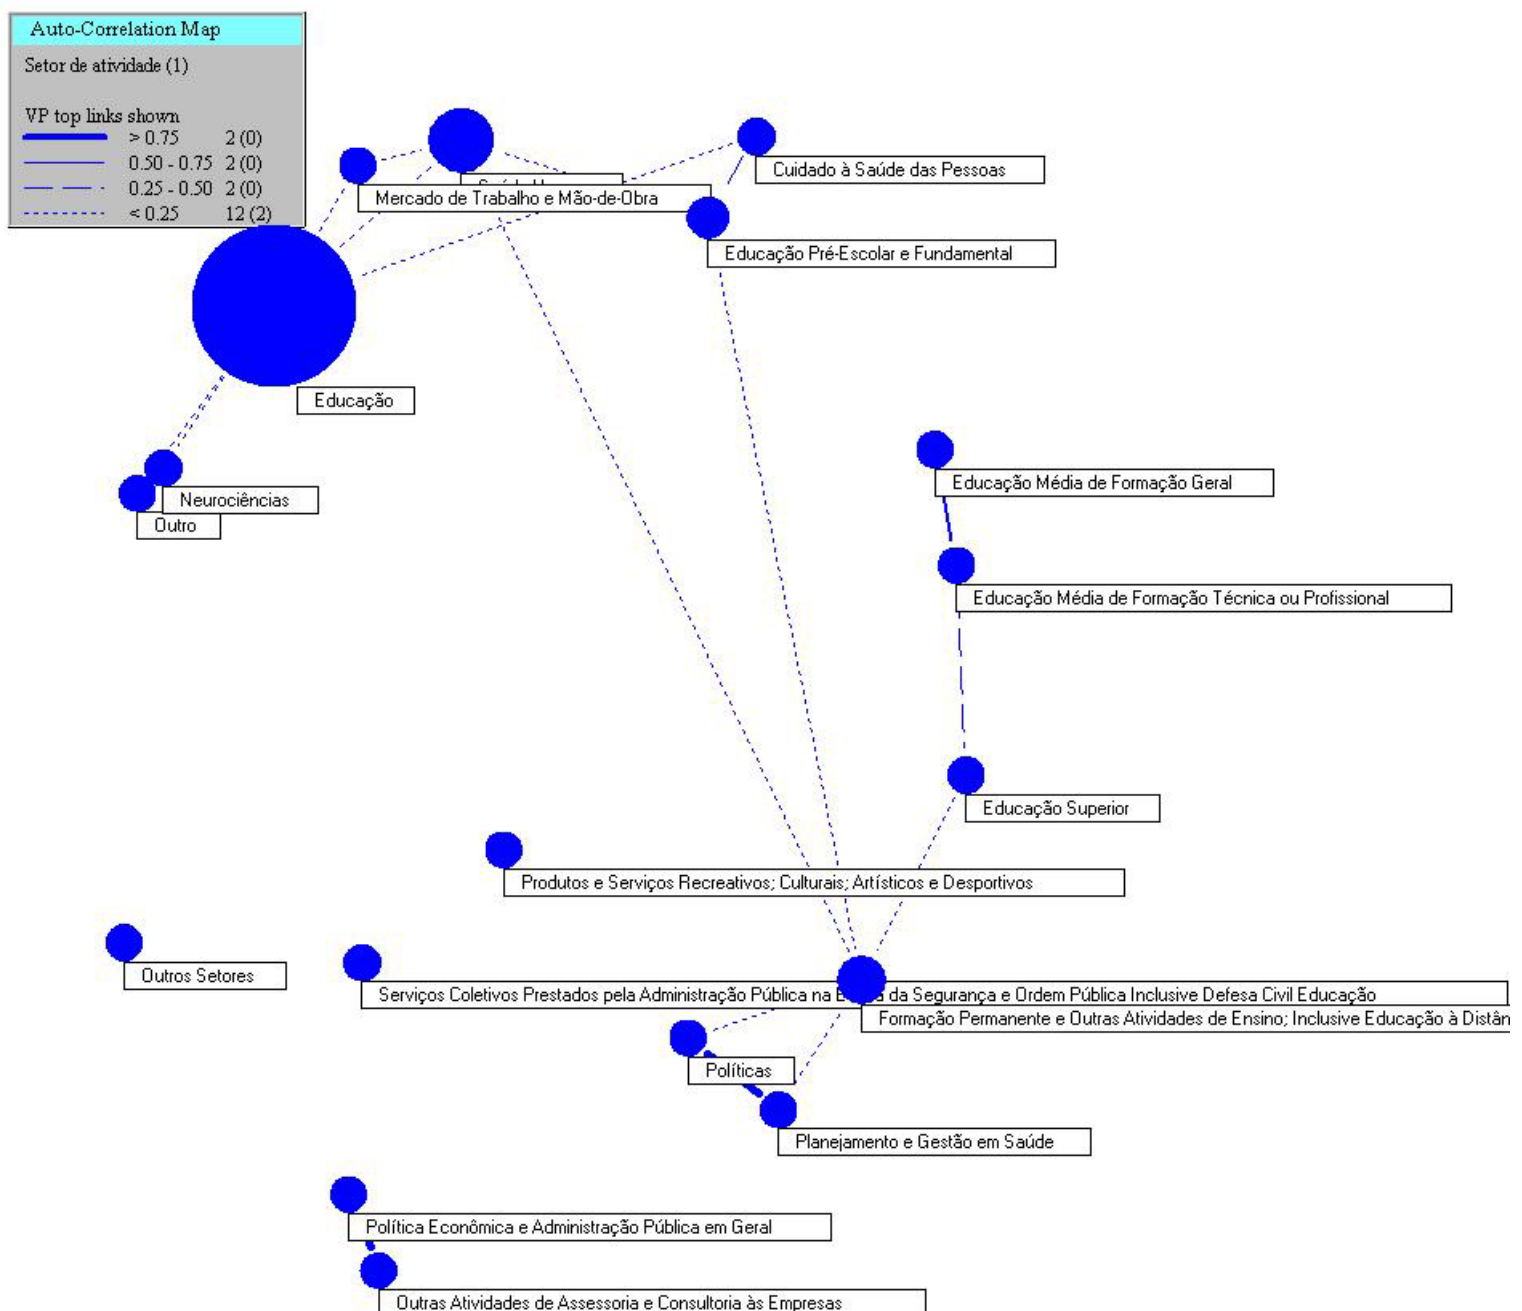 Auto-Correlation Map
Setor de atividade (1)
VP top links shown
> 0.75 2 (0)
0.50 - 0.75 2 (0)
0.25 - 0.50 2 (0)
< 0.25 12 (2)
Cuidado à Saúde das Pessoas
Mercado de Trabalho e Mão-de-Obra
Educação Pré-Escolar e Fundamental
Educação
Educação Média de Formação Geral
Neurociências
Outro
Educação Média de Formação Técnica ou Profissional
Educação Superior
Produtos e Serviços Recreativos; Culturais; Artísticos e Desportivos
Outros Setores
Serviços Coletivos Prestados pela Administração Pública na da Segurança e Ordem Pública Inclusive Defesa Civil Educação
Formação Permanente e Outras Atividades de Ensino; Inclusive Educação à Distân
Políticas
Planejamento e Gestão em Saúde
Política Econômica e Administração Pública em Geral
Outras Atividades de Assessoria e Consultoria às Empresas